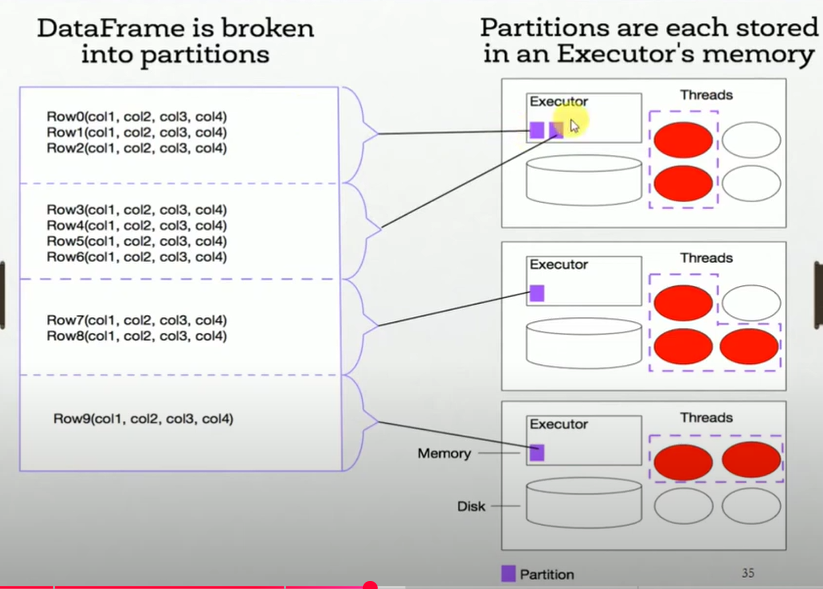 DataFrame is broken
into partitions
Partitions are each stored
in an Executor's memory
Row0(col1, col2, col3, col4)
Row1(col1, col2, col3, col4)
Row2(col1, col2, col3, col4)
Row3(col1, col2, col3, col4)
Row4(col1, col2, col3, col4)
Row5(col1, col2, col3, col4)
Row6(col1, col2, col3, col4)
Row7(col1, col2, col3, col4)
Row8(col1, col2, col3, col4)
Row9(col1, col2, col3, col4)
Executor
Threads
Executor
Threads
Executor
Threads
Memory
Disk
Partition
35